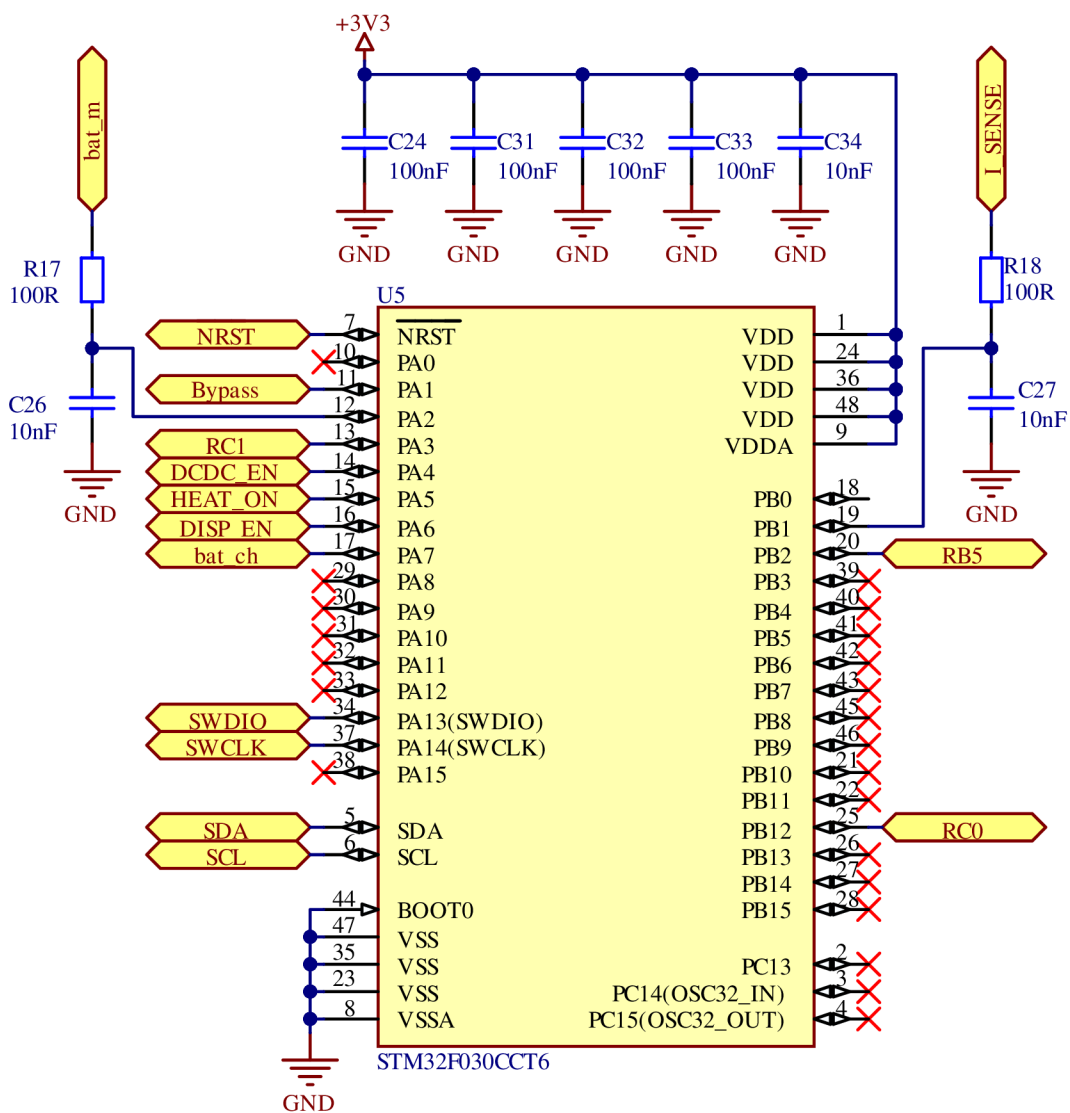 +3V3
bat_m
I_SENSE
C24
100nF
C31
100nF
C32
100nF
C33
100nF
C34
10nF
GND
GND
GND
GND
GND
R17
100R
R18
100R
C26
10nF
C27
10nF
GND
GND
U5
NRST
7
NRST
10
PA0
Bypass
11
PA1
12
PA2
RC1
13
PA3
DCDC_EN
14
PA4
HEAT_ON
15
PA5
DISP_EN
16
PA6
bat_ch
17
PA7
29
PA8
30
PA9
31
PA10
32
PA11
33
PA12
SWDIO
34
PA13(SWDIO)
SWCLK
37
PA14(SWCLK)
38
PA15
SDA
5
SDA
SCL
6
SCL
44
BOOT0
47
VSS
35
VSS
23
VSS
8
VSSA
GND
VDD
1
VDD
24
VDD
36
VDD
48
VDDA
9
PB0
18
PB1
19
PB2
20
RB5
PB3
39
PB4
40
PB5
41
PB6
42
PB7
43
PB8
45
PB9
46
PB10
21
PB11
22
PB12
25
RC0
PB13
26
PB14
27
PB15
28
PC13
2
PC14(OSC32_IN)
3
PC15(OSC32_OUT)
4
STM32F030CCT6